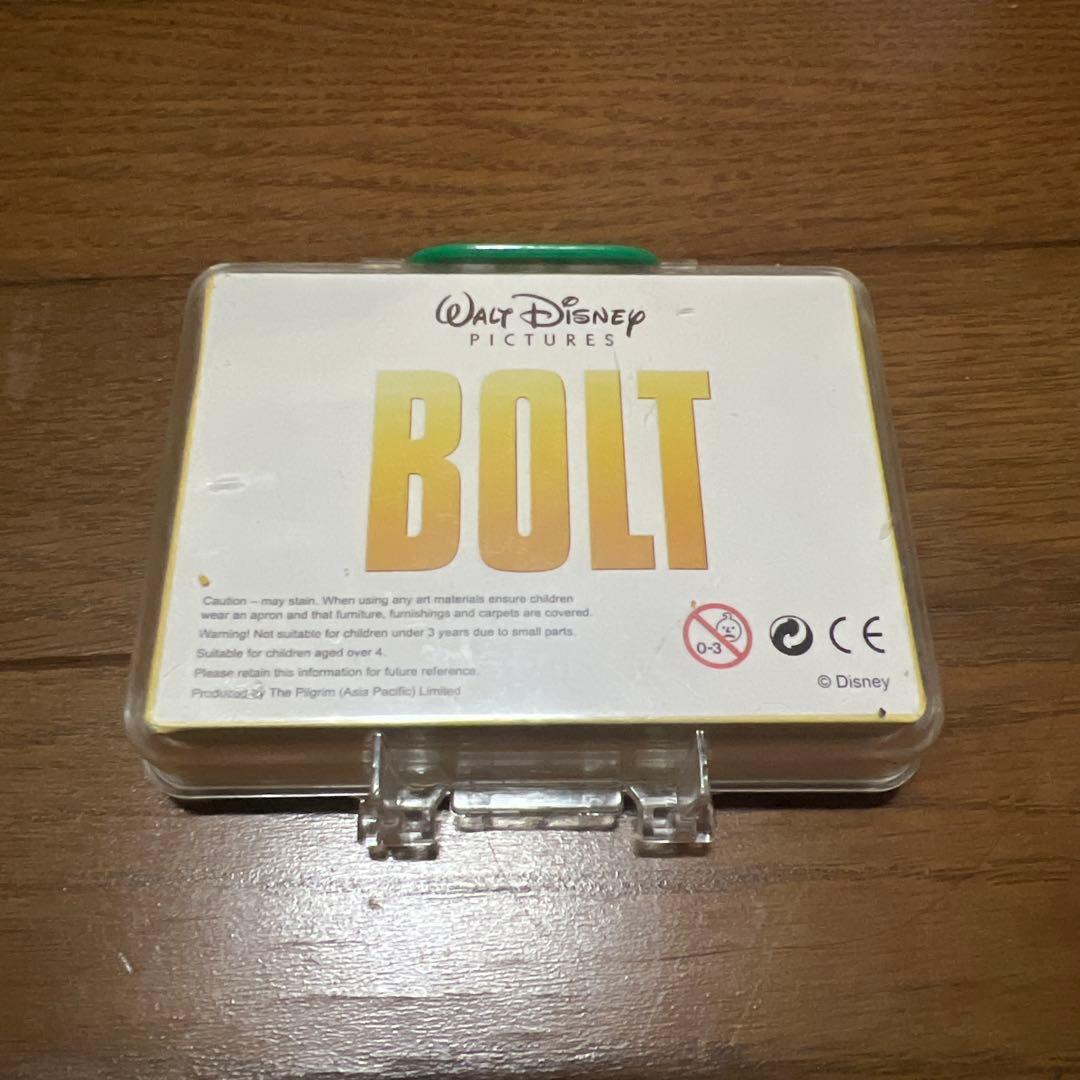 WALT DISNEY
PICTURES
BOLT
Caution – may stain. When using any art materials ensure children
wear an apron and that furniture, furnishings and carpets are covered.
Warning! Not suitable for children under 3 years due to small parts.
Suitable for children aged over 4.
Please retain this information for future reference.
Produced by The Pilgrim (Asia Pacific) Limited
0-3
CE
© Disney